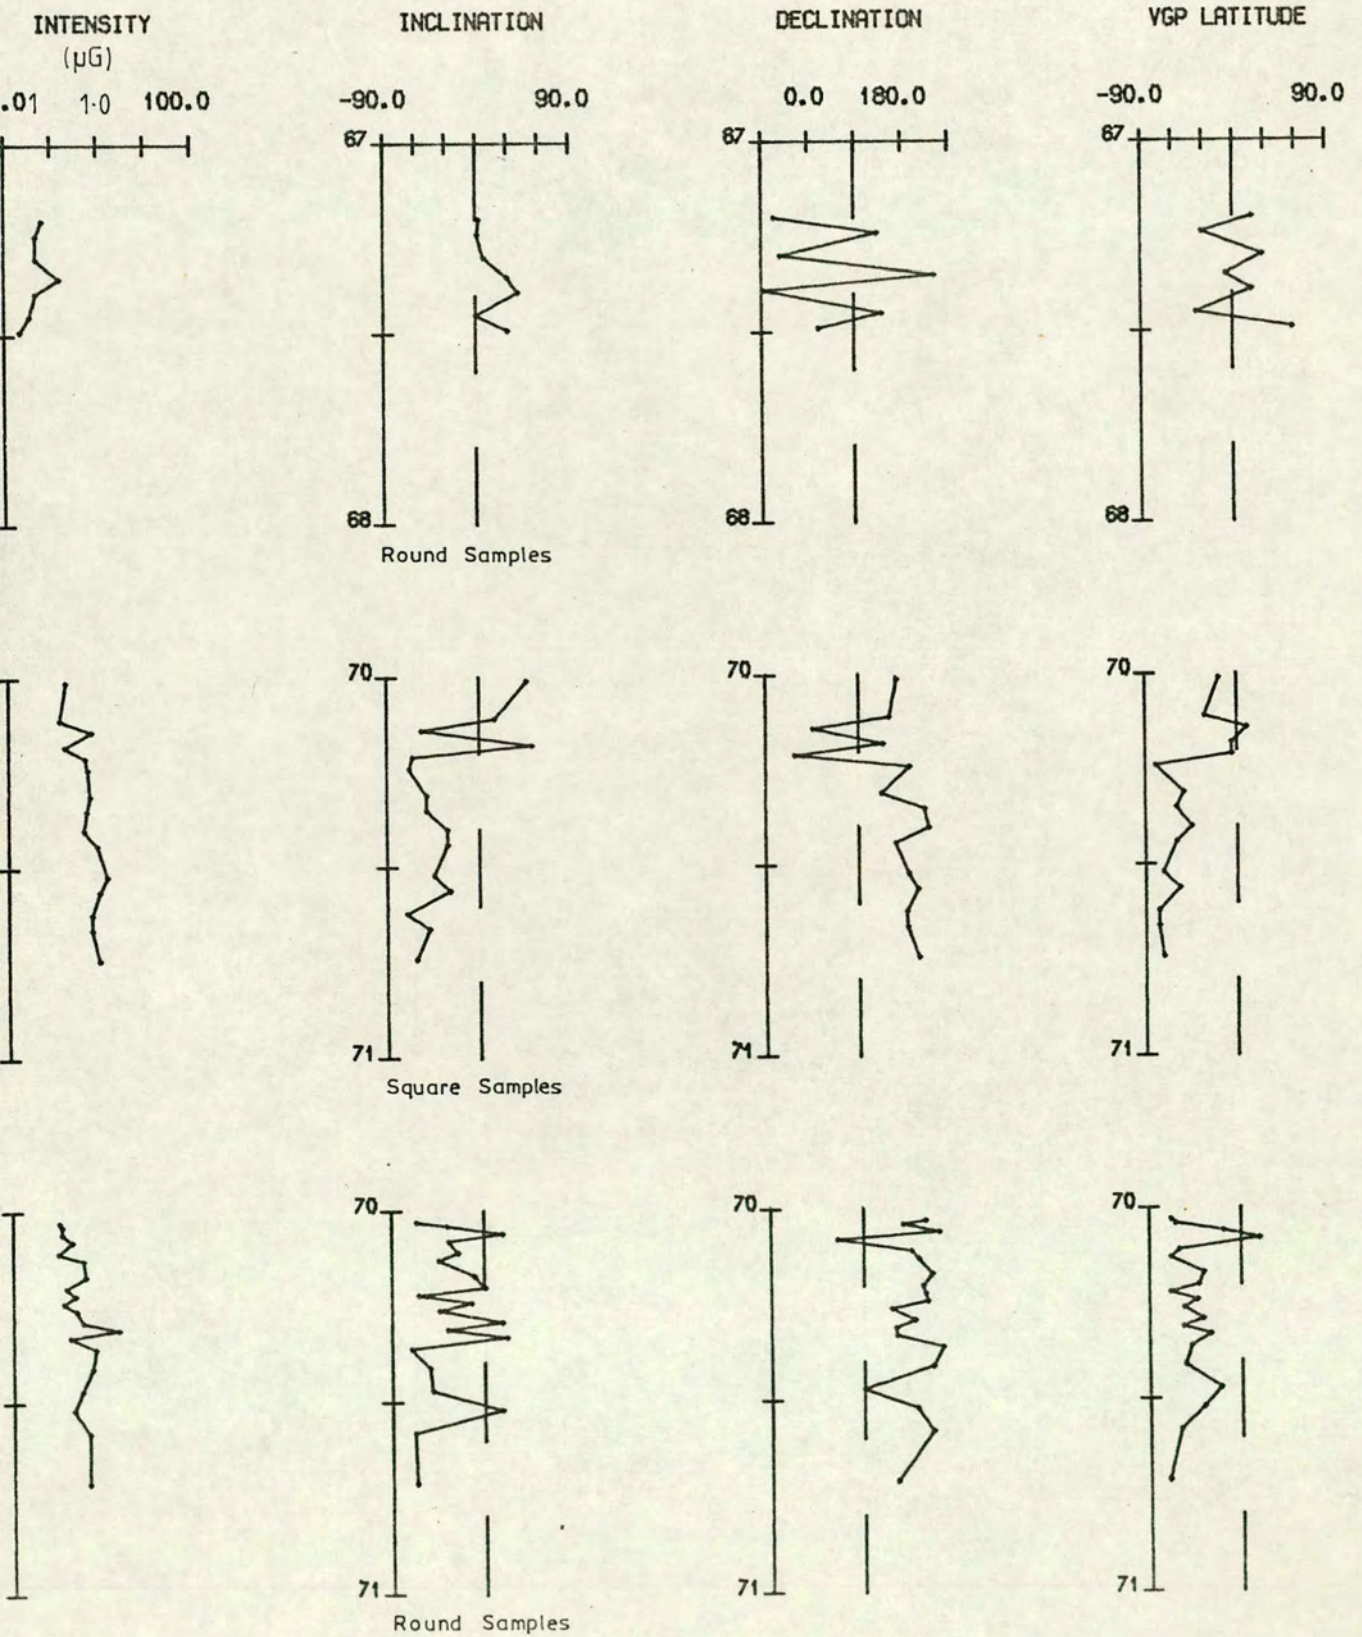 INTENSITY INCLINATION DECLINATION VGP LATITUDE
(μG)
.01 1·0 100.0 -90.0 90.0 0.0 180.0 -90.0 90.0
67 67 67
68 68 68
Round Samples
70 70 70
71 71 71
Square Samples
70 70 70
71 71 71
Round Samples